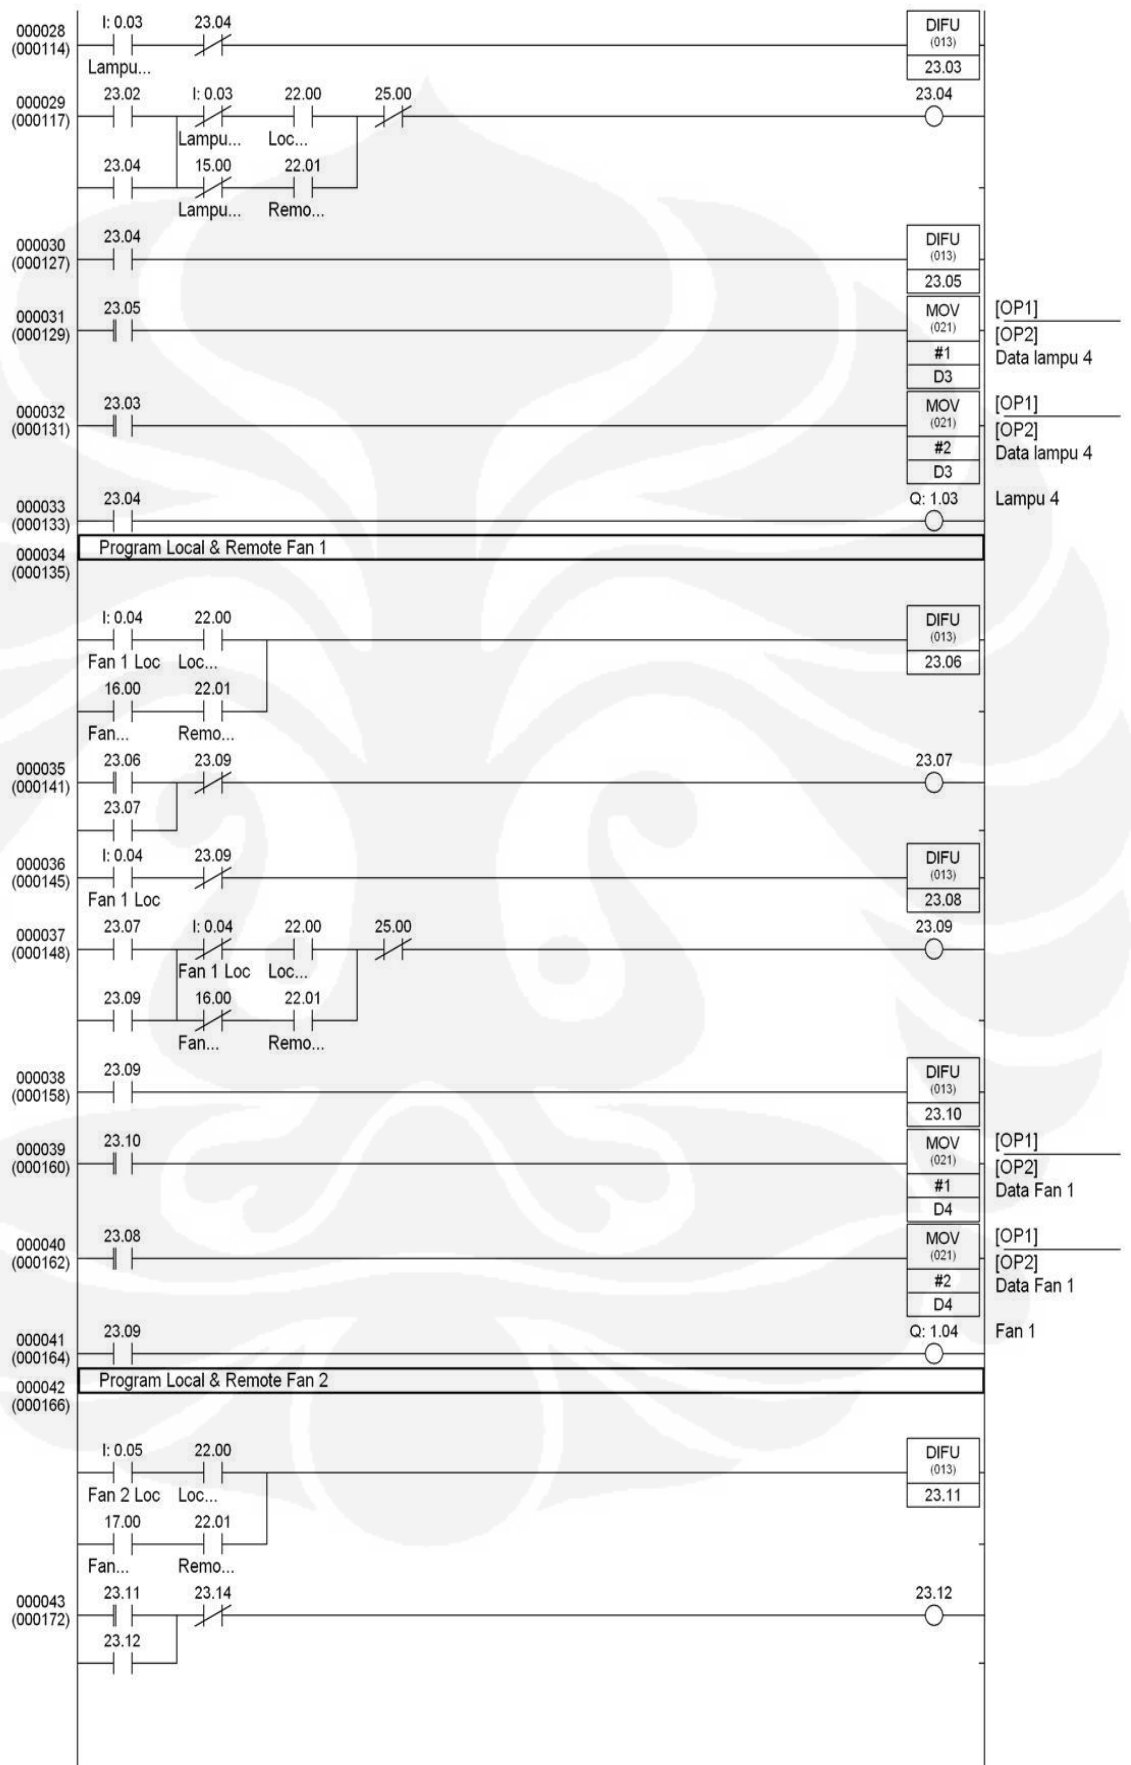 000028 I: 0.03 23.04 DIFU
(000114) (013)
Lampu... 23.03
000029 23.02 I: 0.03 22.00 25.00 23.04
(000117)
Lampu... Loc...
23.04 15.00 22.01
Lampu... Remo...
000030 23.04 DIFU
(000127) (013)
23.05
000031 23.05 MOV [OP1]
(000129) (021) [OP2]
#1 Data lampu 4
D3
000032 23.03 MOV [OP1]
(000131) (021) [OP2]
#2 Data lampu 4
D3
000033 23.04 Q: 1.03 Lampu 4
(000133)
000034 Program Local & Remote Fan 1
(000135)
I: 0.04 22.00 DIFU
(013)
Fan 1 Loc Loc... 23.06
16.00 22.01
Fan... Remo...
000035 23.06 23.09 23.07
(000141)
23.07
000036 I: 0.04 23.09 DIFU
(000145) (013)
Fan 1 Loc 23.08
000037 23.07 I: 0.04 22.00 25.00 23.09
(000148)
Fan 1 Loc Loc...
23.09 16.00 22.01
Fan... Remo...
000038 23.09 DIFU
(000158) (013)
23.10
000039 23.10 MOV [OP1]
(000160) (021) [OP2]
#1 Data Fan 1
D4
000040 23.08 MOV [OP1]
(000162) (021) [OP2]
#2 Data Fan 1
D4
000041 23.09 Q: 1.04 Fan 1
(000164)
000042 Program Local & Remote Fan 2
(000166)
I: 0.05 22.00 DIFU
(013)
Fan 2 Loc Loc... 23.11
17.00 22.01
Fan... Remo...
000043 23.11 23.14 23.12
(000172)
23.12